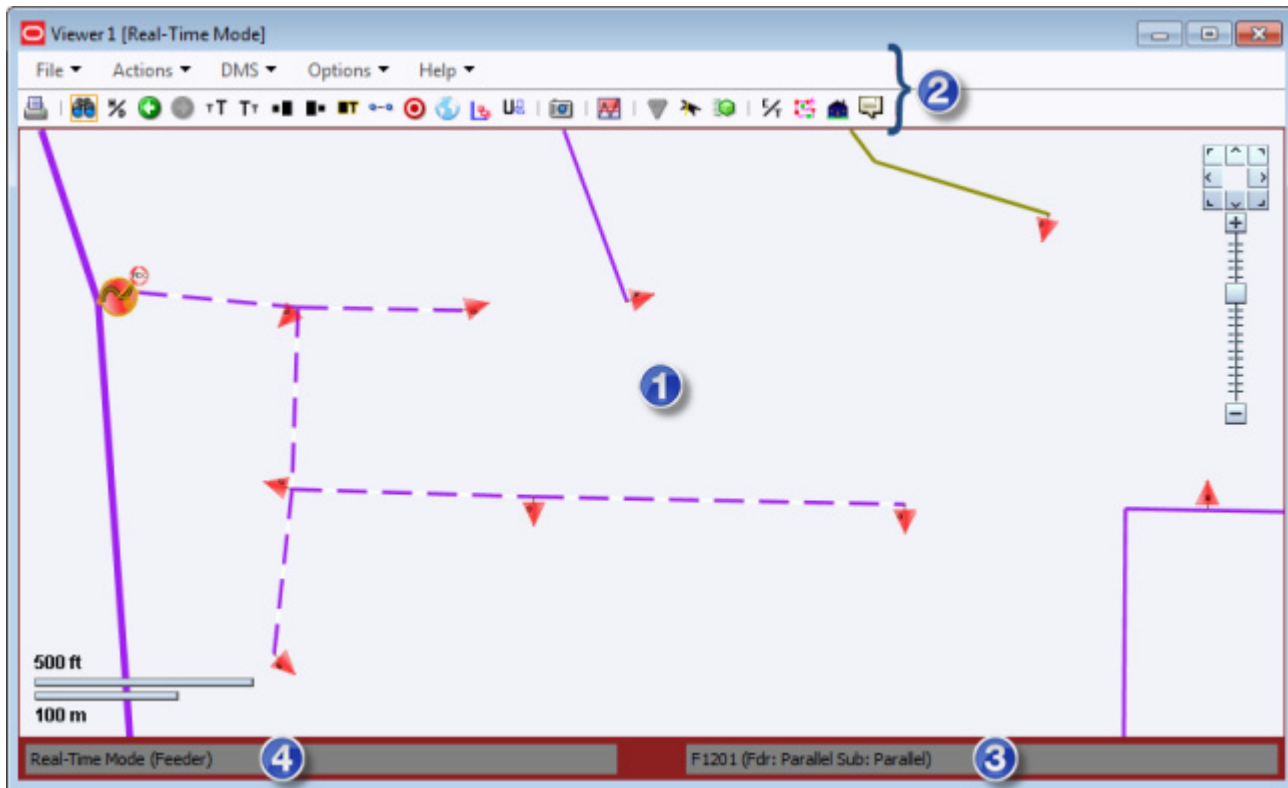 Viewer 1 [Real-Time Mode]
File Actions DMS Options Help
2
1
500 ft
100 m
Real-Time Mode (Feeder) 4 F1201 (Fdr: Parallel Sub: Parallel) 3